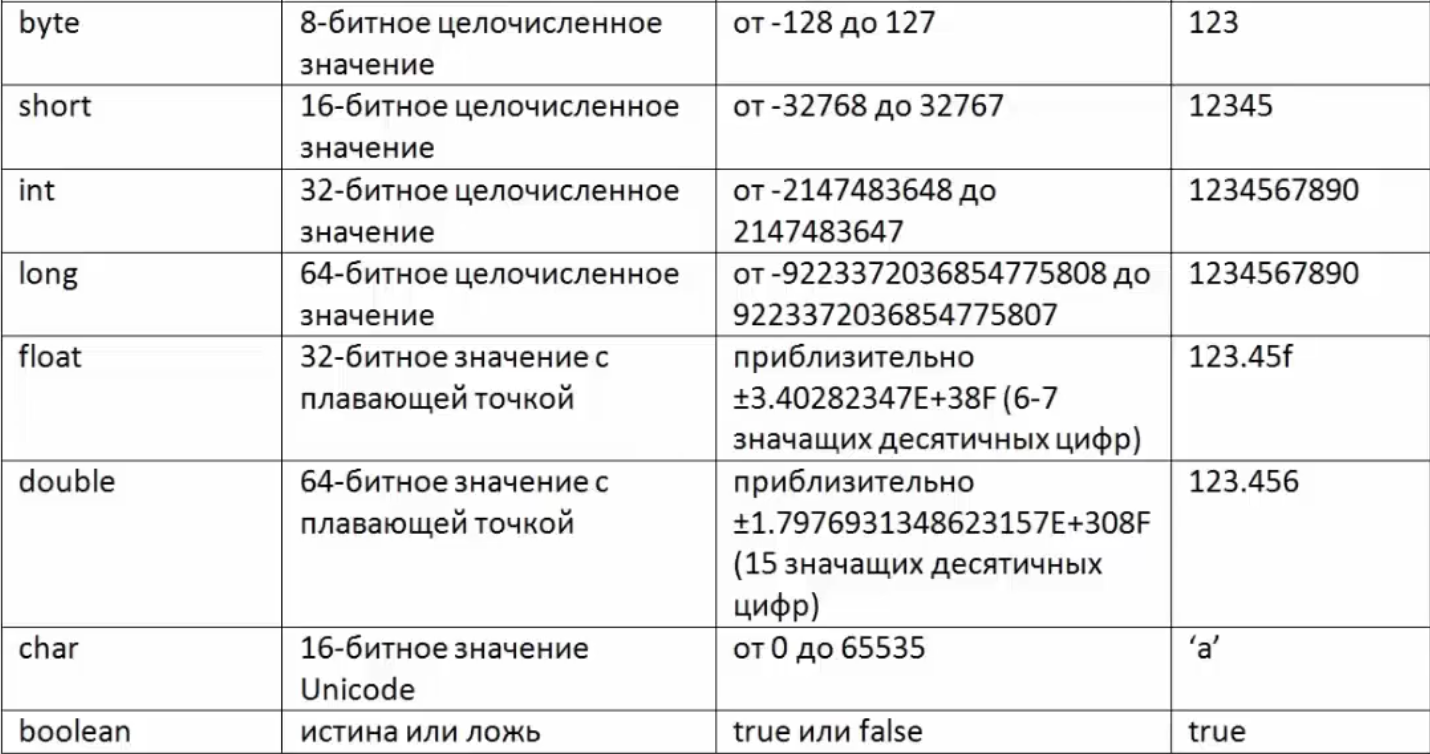 byte 8-битное целочисленное от -128 до 127 123
значение
short 16-битное целочисленное от -32768 до 32767 12345
значение
int 32-битное целочисленное от -2147483648 до 1234567890
значение 2147483647
long 64-битное целочисленное от -9223372036854775808 до 1234567890
значение 9223372036854775807
float 32-битное значение с приблизительно 123.45f
плавающей точкой ±3.40282347E+38F (6-7
значащих десятичных цифр)
double 64-битное значение с приблизительно 123.456
плавающей точкой ±1.7976931348623157E+308F
(15 значащих десятичных
цифр)
char 16-битное значение от 0 до 65535 ‘a’
Unicode
boolean истина или ложь true или false true